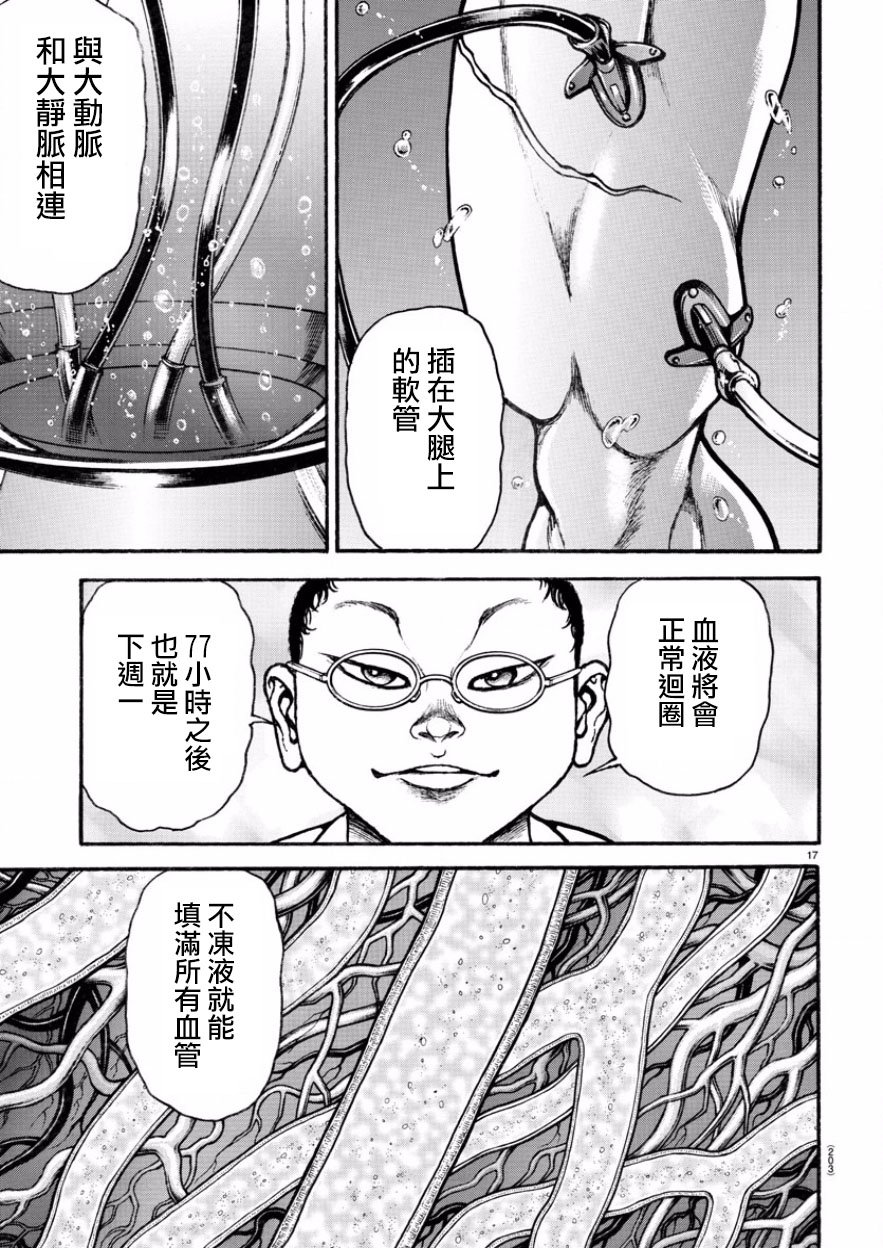 插在大腿上
的軟管
與大動脈
和大靜脈相連
血液將會
正常迴圈
77小時之後
也就是
下週一
17
不凍液就能
填滿所有血管
(203)